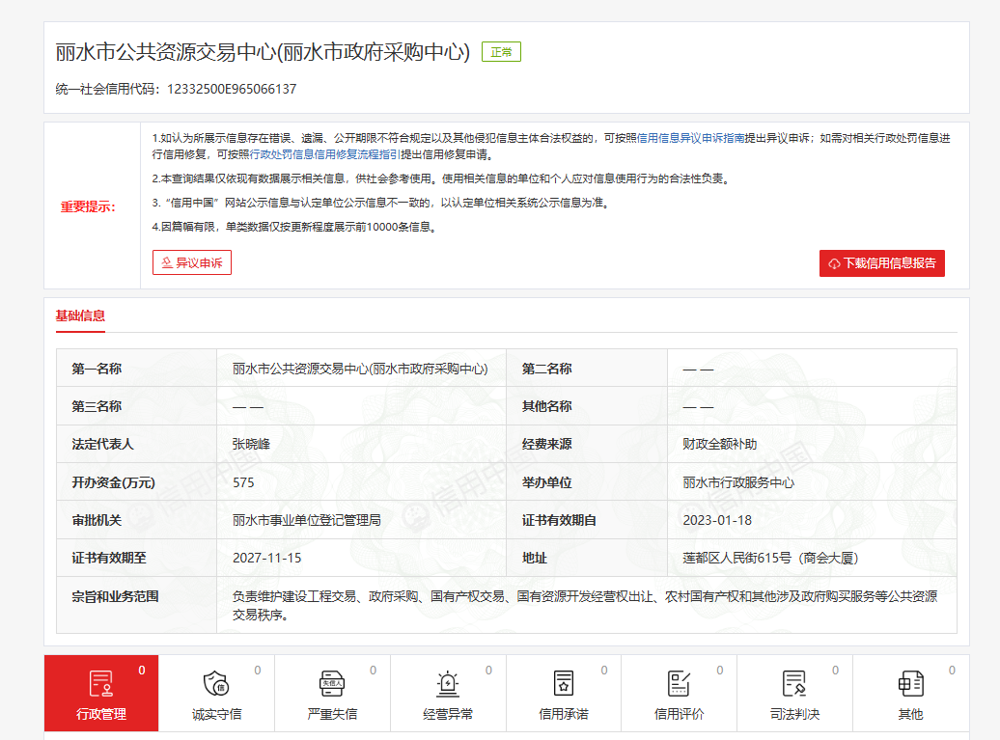 丽水市公共资源交易中心(丽水市政府采购中心) 正常
统一社会信用代码：12332500E965066137
重要提示：
1.如认为所展示信息存在错误、遗漏、公开期限不符合规定以及其他侵犯信息主体合法权益的，可按照信用信息异议申诉指南提出异议申诉；如需对相关行政处罚信息进
行信用修复，可按照行政处罚信息信用修复流程指引提出信用修复申请。
2.本查询结果仅依现有数据展示相关信息，供社会参考使用。使用相关信息的单位和个人应对信息使用行为的合法性负责。
3.“信用中国”网站公示信息与认定单位公示信息不一致的，以认定单位相关系统公示信息为准。
4.因篇幅有限，单类数据仅按更新程度展示前10000条信息。
异议申诉 下载信用信息报告
基础信息
第一名称 丽水市公共资源交易中心(丽水市政府采购中心) 第二名称 — —
第三名称 — — 其他名称 — —
法定代表人 张晓峰 经费来源 财政全额补助
开办资金(万元) 575 举办单位 丽水市行政服务中心
审批机关 丽水市事业单位登记管理局 证书有效期自 2023-01-18
证书有效期至 2027-11-15 地址 莲都区人民街615号（商会大厦）
宗旨和业务范围 负责维护建设工程交易、政府采购、国有产权交易、国有资源开发经营权出让、农村国有产权和其他涉及政府购买服务等公共资源
交易秩序。
信用中国 信用中国 信用中国
0 0 0 0 0 0 0 0
信 失信人
行政管理 诚实守信 严重失信 经营异常 信用承诺 信用评价 司法判决 其他